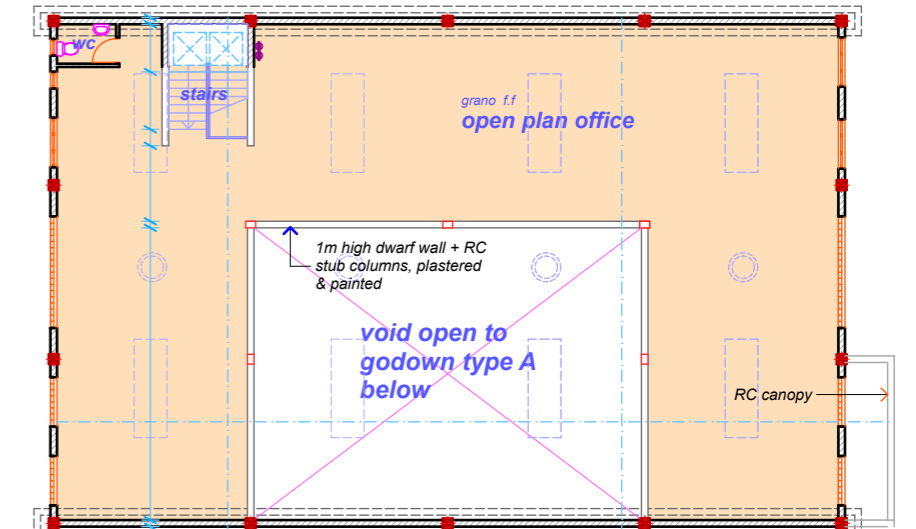 wc
stairs
grano f.f
open plan office
1m high dwarf wall + RC
stub columns, plastered
& painted
void open to
godown type A
below
RC canopy